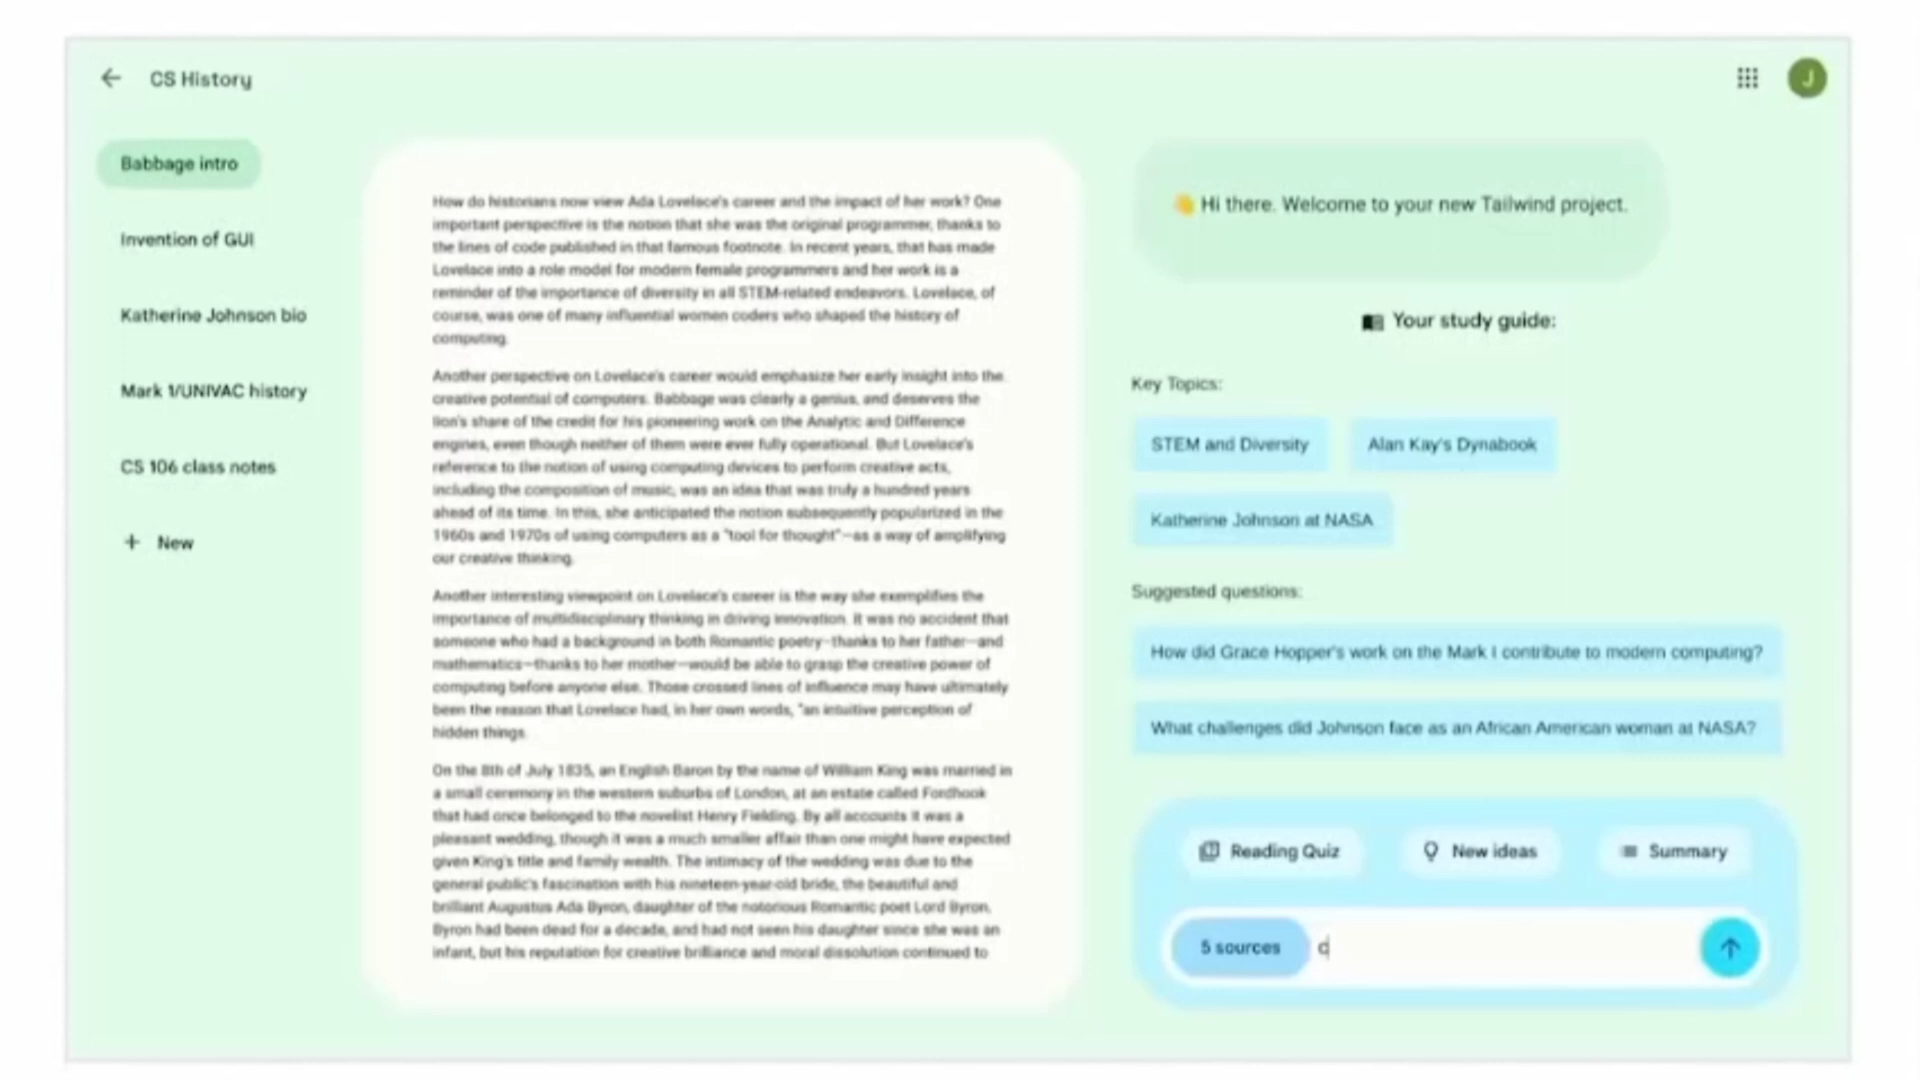 CS History
J
Babbage intro
Invention of GUI
Katherine Johnson bio
Mark 1/UNIVAC history
CS 106 class notes
+ New
How do historians now view Ada Lovelace's career and the impact of her work? One
important perspective is the notion that she was the original programmer, thanks to
the lines of code published in that famous footnote. In recent years, that has made
Lovelace into a role model for modern female programmers and her work is a
reminder of the importance of diversity in all STEM-related endeavors. Lovelace, of
course, was one of many influential women coders who shaped the history of
computing.
Another perspective on Lovelace's career would emphasize her early insight into the
creative potential of computers. Babbage was clearly a genius, and deserves the
lion's share of the credit for his pioneering work on the Analytic and Difference
engines, even though neither of them were ever fully operational. But Lovelace's
reference to the notion of using computing devices to perform creative acts,
including the composition of music, was an idea that was truly a hundred years
ahead of its time. In this, she anticipated the notion subsequently popularized in the
1960s and 1970s of using computers as a "tool for thought"—as a way of amplifying
our creative thinking.
Another interesting viewpoint on Lovelace's career is the way she exemplifies the
importance of multidisciplinary thinking in driving innovation. It was no accident that
someone who had a background in both Romantic poetry—thanks to her father—and
mathematics—thanks to her mother—would be able to grasp the creative power of
computing before anyone else. Those crossed lines of influence may have ultimately
been the reason that Lovelace had, in her own words, "an intuitive perception of
hidden things.
On the 8th of July 1835, an English Baron by the name of William King was married in
a small ceremony in the western suburbs of London, at an estate called Fordhook
that had once belonged to the novelist Henry Fielding. By all accounts it was a
pleasant wedding, though it was a much smaller affair than one might have expected
given King's title and family wealth. The intimacy of the wedding was due to the
general public's fascination with his nineteen-year-old bride, the beautiful and
brilliant Augustus Ada Byron, daughter of the notorious Romantic poet Lord Byron.
Byron had been dead for a decade, and had not seen his daughter since she was an
infant, but his reputation for creative brilliance and moral dissolution continued to
👋 Hi there. Welcome to your new Tailwind project.
Your study guide:
Key Topics:
STEM and Diversity
Alan Kay's Dynabook
Katherine Johnson at NASA
Suggested questions:
How did Grace Hopper's work on the Mark I contribute to modern computing?
What challenges did Johnson face as an African American woman at NASA?
Reading Quiz
New ideas
Summary
5 sources
c